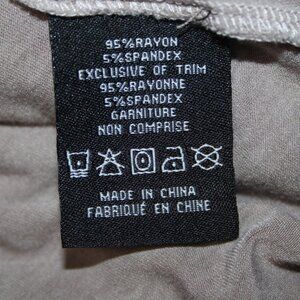 95%RAYON
5%SPANDEX
EXCLUSIVE OF TRIM
95%RAYONNE
5%SPANDEX
GARNITURE
NON COMPRISE
MADE IN CHINA
FABRIQUÉ EN CHINE